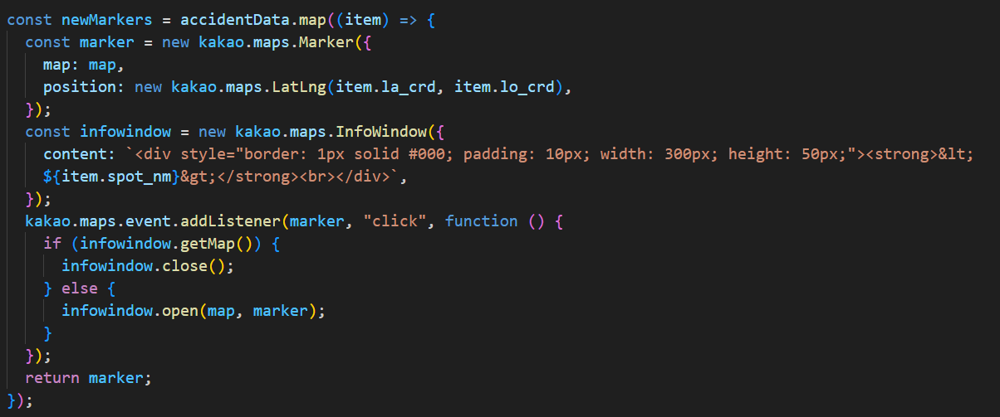 const newMarkers = accidentData.map((item) => {
  const marker = new kakao.maps.Marker({
    map: map,
    position: new kakao.maps.LatLng(item.la_crd, item.lo_crd),
  });
  const infowindow = new kakao.maps.InfoWindow({
    content: `<div style="border: 1px solid #000; padding: 10px; width: 300px; height: 50px;"><strong>&lt;
    ${item.spot_nm}&gt;</strong><br></div>`,
  });
  kakao.maps.event.addListener(marker, "click", function () {
    if (infowindow.getMap()) {
      infowindow.close();
    } else {
      infowindow.open(map, marker);
    }
  });
  return marker;
});